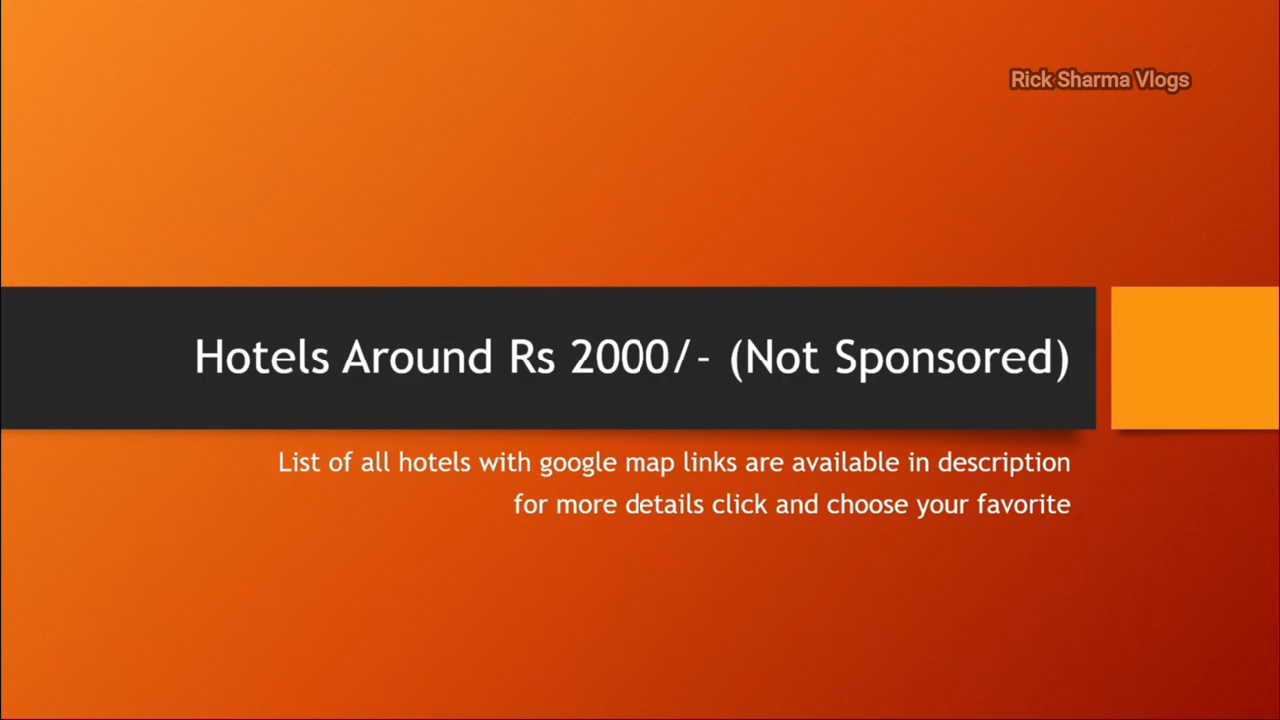 Rick Sharma Vlogs
Hotels Around Rs 2000/- (Not Sponsored)
List of all hotels with google map links are available in description
for more details click and choose your favorite